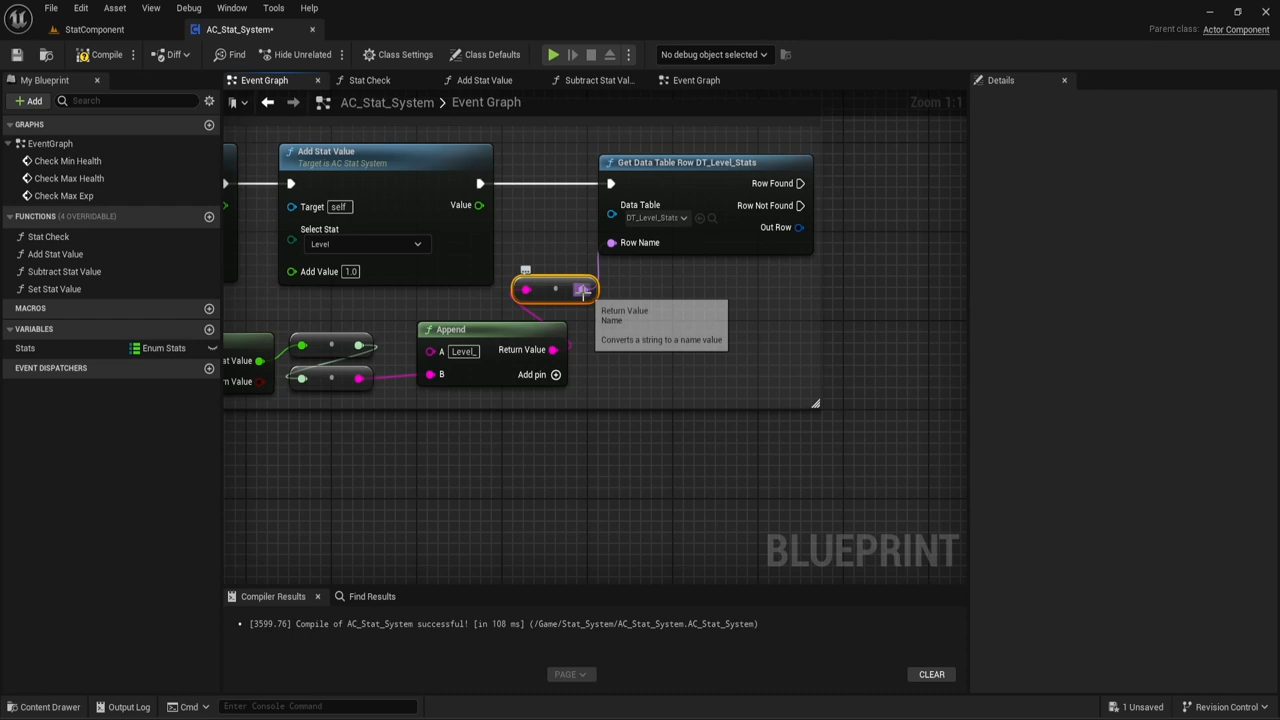 File Edit Asset View Debug Window Tools Help
StatComponent AC_Stat_System*
Parent class: Actor Component
Compile Diff Find Hide Unrelated Class Settings Class Defaults No debug object selected
My Blueprint Event Graph Stat Check Add Stat Value Subtract Stat Val... Event Graph Details
Add Search AC_Stat_System > Event Graph Zoom 1:1
GRAPHS
EventGraph
Check Min Health
Check Max Health
Check Max Exp
FUNCTIONS (4 OVERRIDABLE)
Stat Check
Add Stat Value
Subtract Stat Value
Set Stat Value
MACROS
VARIABLES
Stats Enum Stats
EVENT DISPATCHERS
Add Stat Value
Target is AC Stat System
Target self Value
Select Stat
Level
Add Value 1.0
Get Data Table Row DT_Level_Stats
Row Found
Data Table Row Not Found
DT_Level_Stats
Out Row
Row Name
Return Value
Name
Converts a string to a name value
at Value
rn Value
Append
A Level_ Return Value
B Add pin
BLUEPRINT
Compiler Results Find Results
[3599.76] Compile of AC_Stat_System successful! [in 108 ms] (/Game/Stat_System/AC_Stat_System.AC_Stat_System)
PAGE CLEAR
Content Drawer Output Log Cmd Enter Console Command 1 Unsaved Revision Control